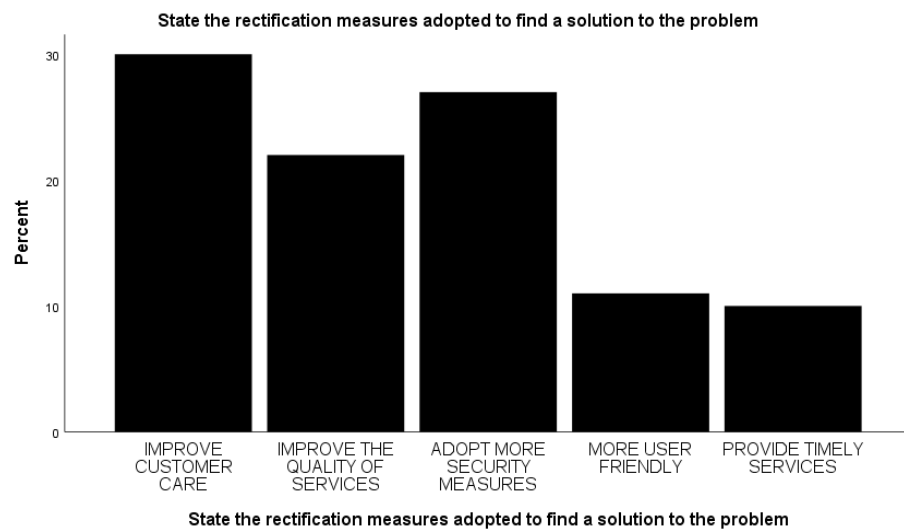 State the rectification measures adopted to find a solution to the problem
Percent
30
20
10
0
IMPROVE
CUSTOMER
CARE
IMPROVE THE
QUALITY OF
SERVICES
ADOPT MORE
SECURITY
MEASURES
MORE USER
FRIENDLY
PROVIDE TIMELY
SERVICES
State the rectification measures adopted to find a solution to the problem